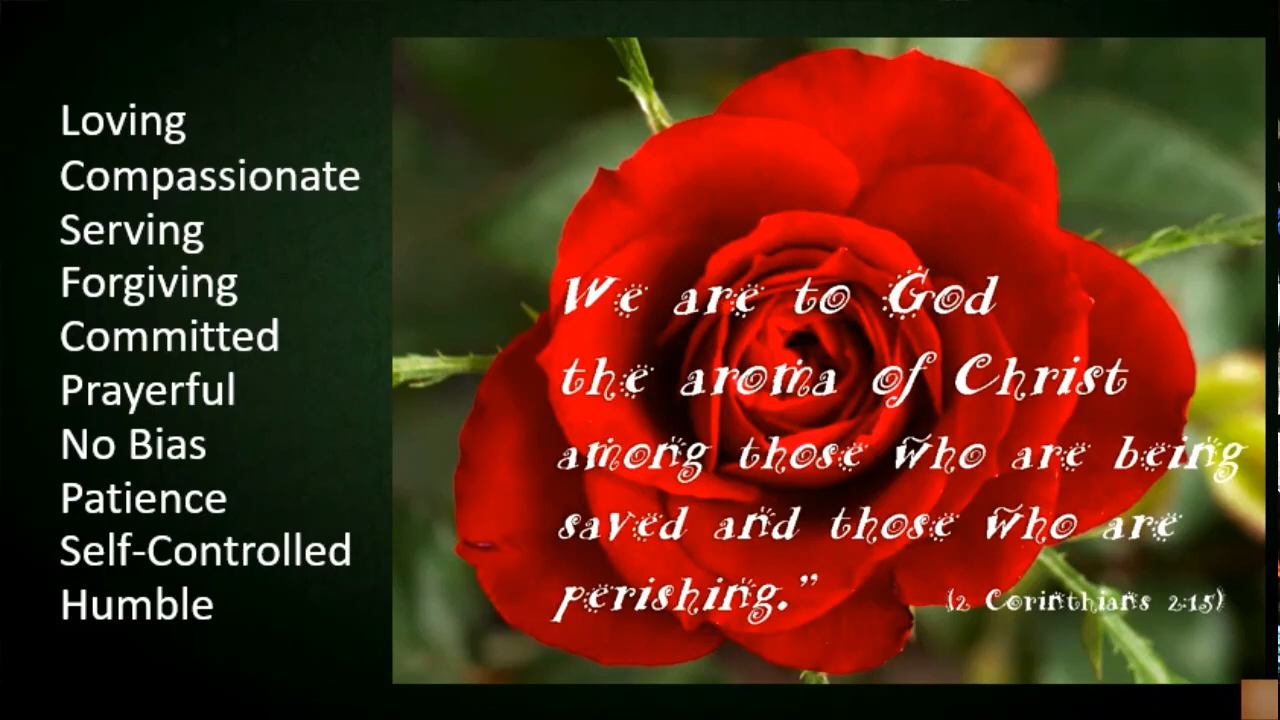 Loving
Compassionate
Serving
Forgiving
Committed
Prayerful
No Bias
Patience
Self-Controlled
Humble
We are to God
the aroma of Christ
among those who are being
saved and those who are
perishing.”
(2 Corinthians 2:15)